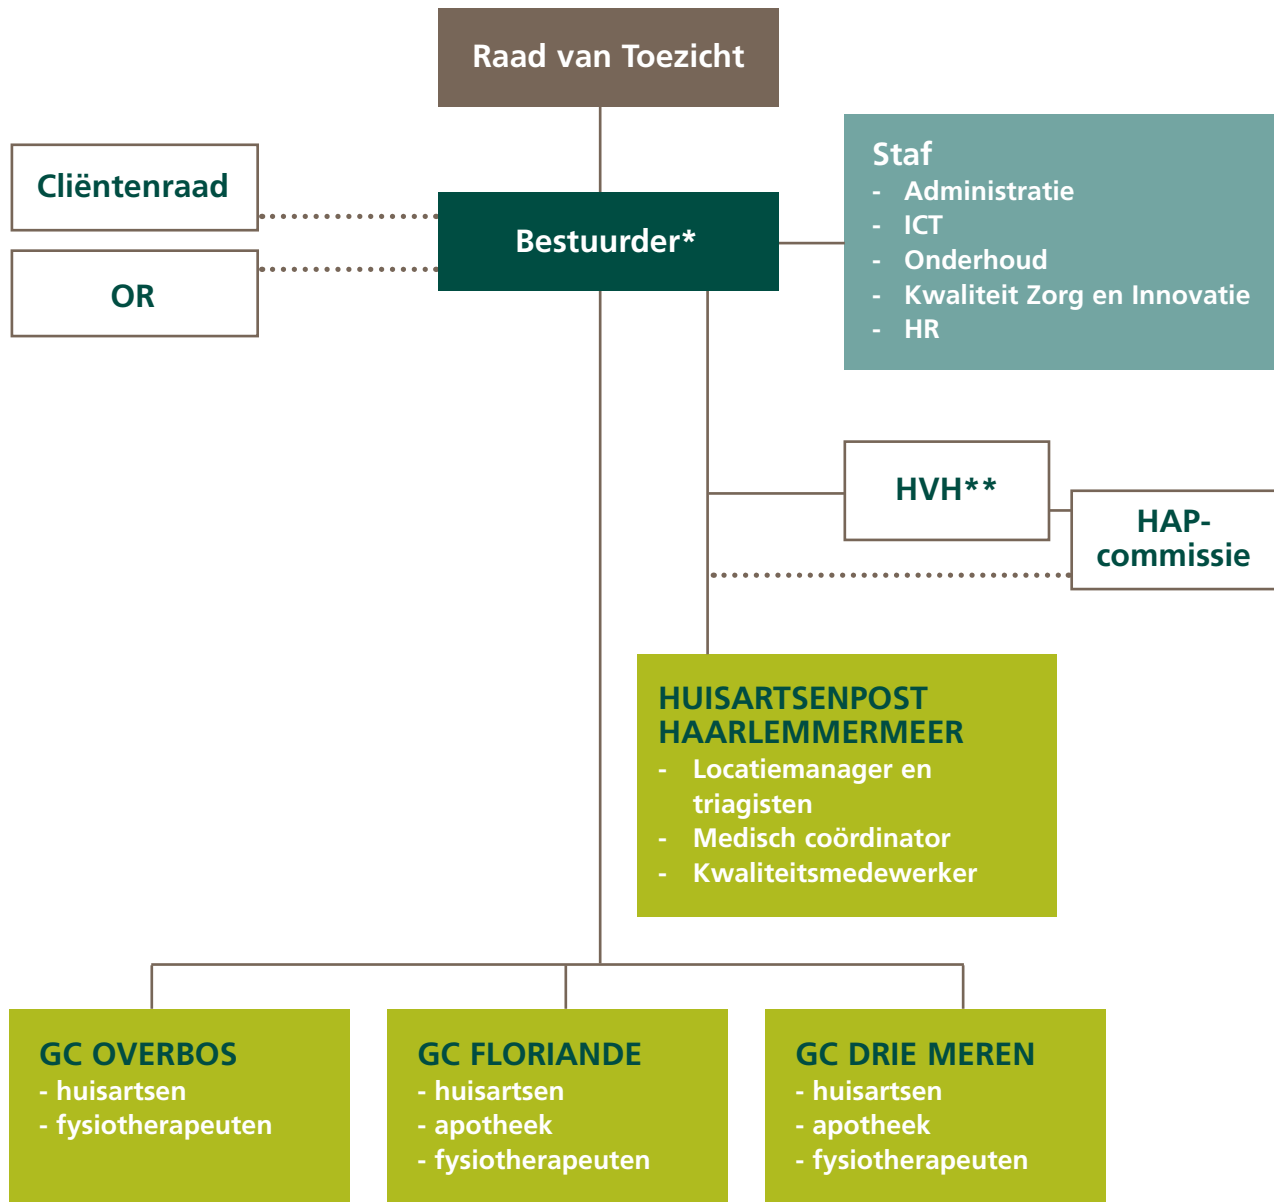 Raad van Toezicht
Cliëntenraad
OR
Bestuurder*
Staf
- Administratie
- ICT
- Onderhoud
- Kwaliteit Zorg en Innovatie
- HR
HVH**
HAP-
commissie
HUISARTSENPOST
HAARLEMMERMEER
- Locatiemanager en
triagisten
- Medisch coördinator
- Kwaliteitsmedewerker
GC OVERBOS
- huisartsen
- fysiotherapeuten
GC FLORIANDE
- huisartsen
- apotheek
- fysiotherapeuten
GC DRIE MEREN
- huisartsen
- apotheek
- fysiotherapeuten